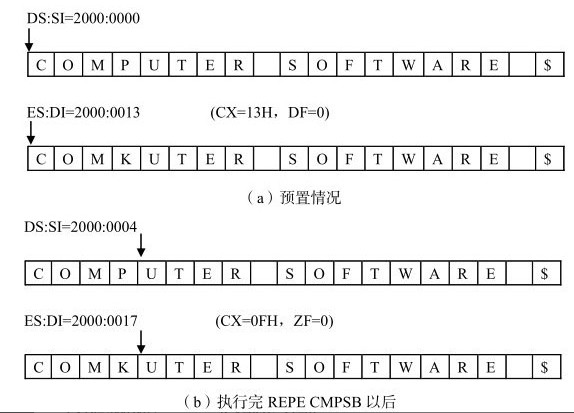 DS:SI=2000:0000
C O M P U T E R S O F T W A R E $
ES:DI=2000:0013 (CX=13H，DF=0)
C O M K U T E R S O F T W A R E $
（a）预置情况
DS:SI=2000:0004
C O M P U T E R S O F T W A R E $
ES:DI=2000:0017 (CX=0FH，ZF=0)
C O M K U T E R S O F T W A R E $
（b）执行完 REPE CMPSB 以后